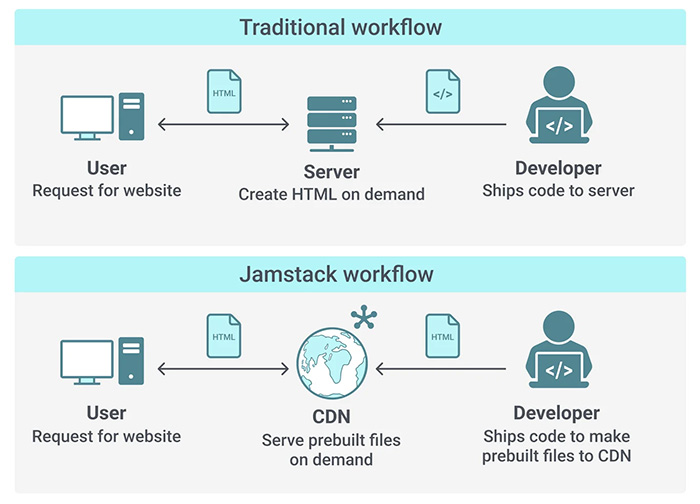 Traditional workflow
HTML
</>
</>
User
Server
Developer
Request for website
Create HTML on demand
Ships code to server
Jamstack workflow
HTML
HTML
</>
User
CDN
Developer
Request for website
Serve prebuilt files
on demand
Ships code to make
prebuilt files to CDN